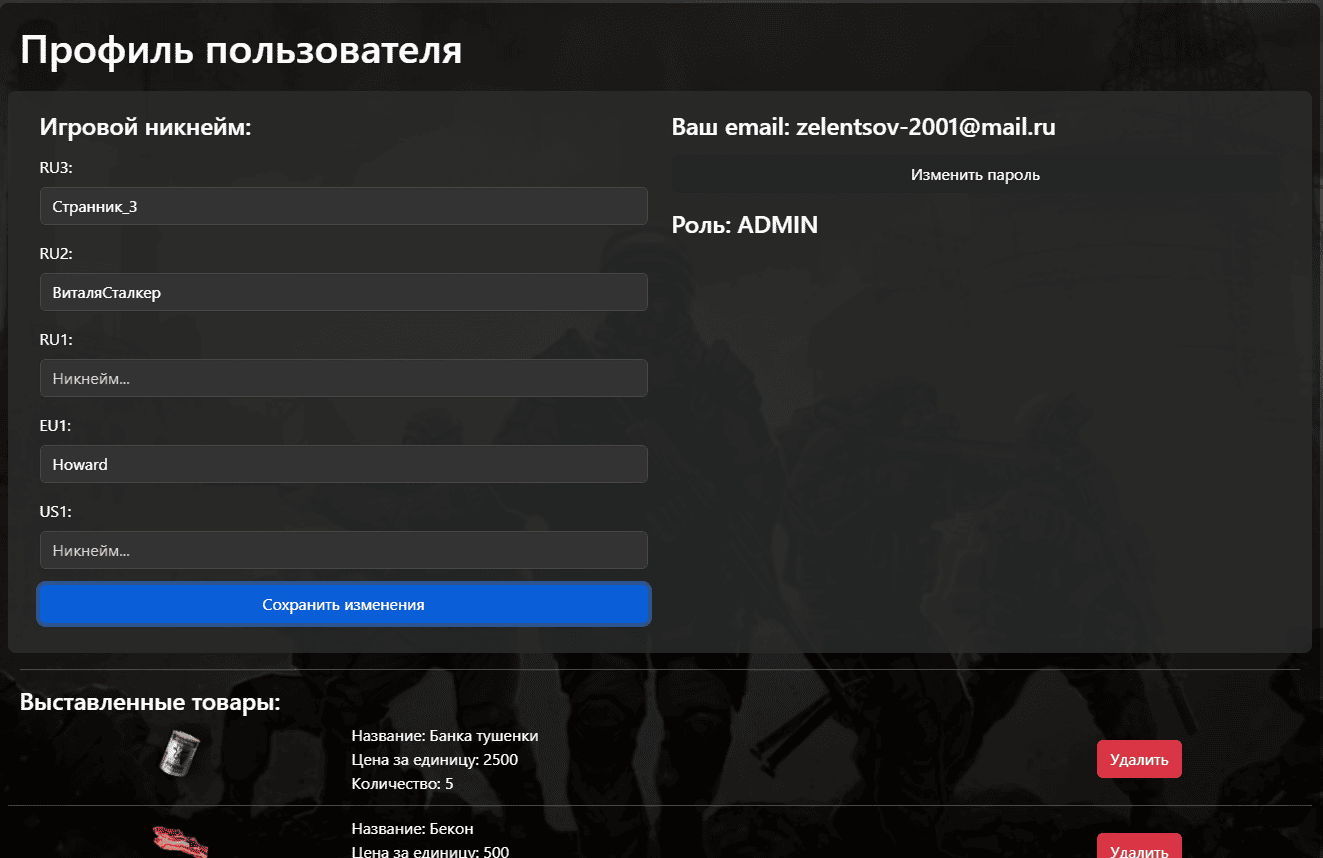 Профиль пользователя
Игровой никнейм:
RU3:
Странник_3
RU2:
ВиталяСталкер
RU1:
Никнейм...
EU1:
Howard
US1:
Никнейм...
Сохранить изменения
Ваш email: zelentsov-2001@mail.ru
Изменить пароль
Роль: ADMIN
Выставленные товары:
Название: Банка тушенки
Цена за единицу: 2500
Количество: 5
Удалить
Название: Бекон
Цена за единицу: 500
Удалить